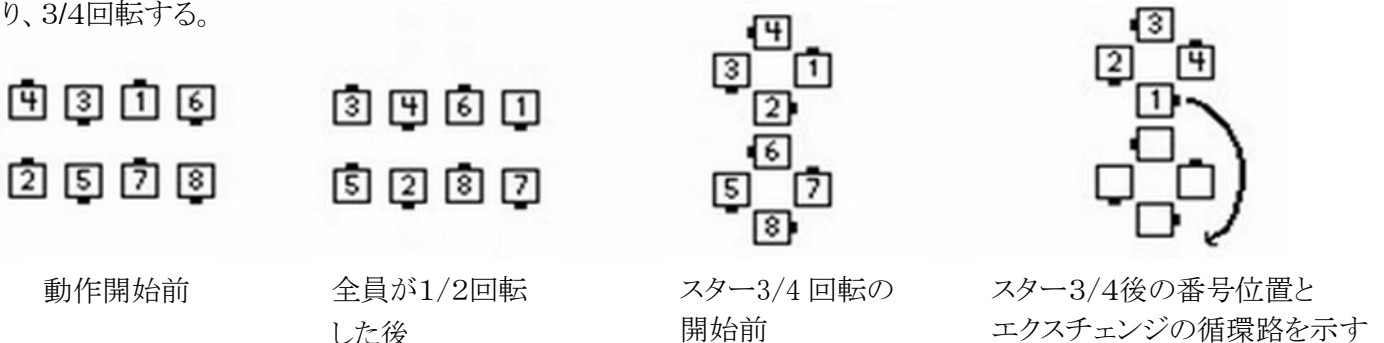 り、3/4回転する。
4 3 1 6
2 5 7 8
3 4 6 1
5 2 8 7
4
3 1
2
6
5 7
8
3
2 4
1
動作開始前
全員が1/2回転
した後
スター3/4 回転の
開始前
スター3/4後の番号位置と
エクスチェンジの循環路を示す